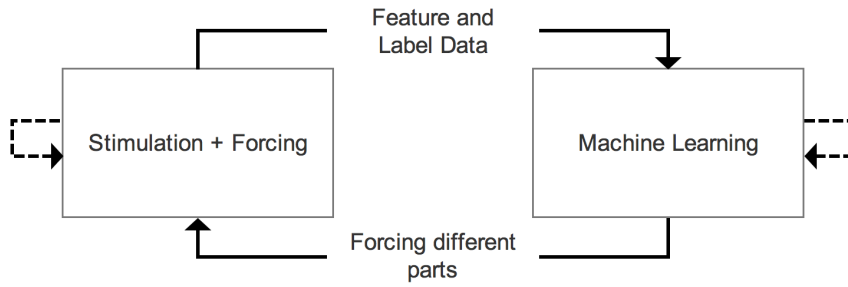 Feature and
Label Data
Stimulation + Forcing
Machine Learning
Forcing different
parts